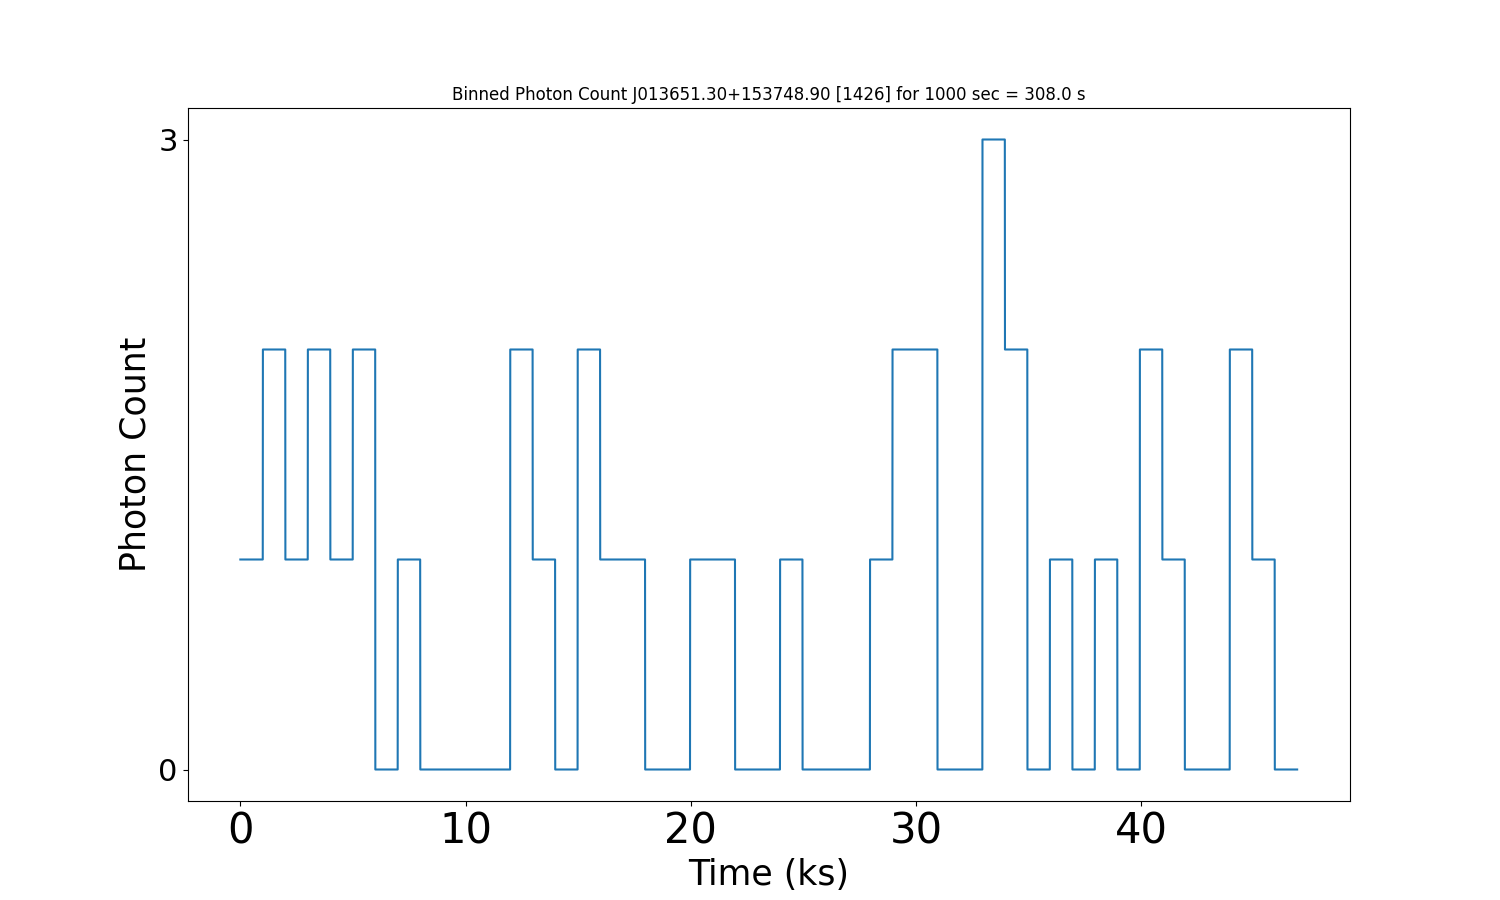 Binned Photon Count J013651.30+153748.90 [1426] for 1000 sec = 308.0 s
3
Photon Count
0
0 10 20 30 40
Time (ks)